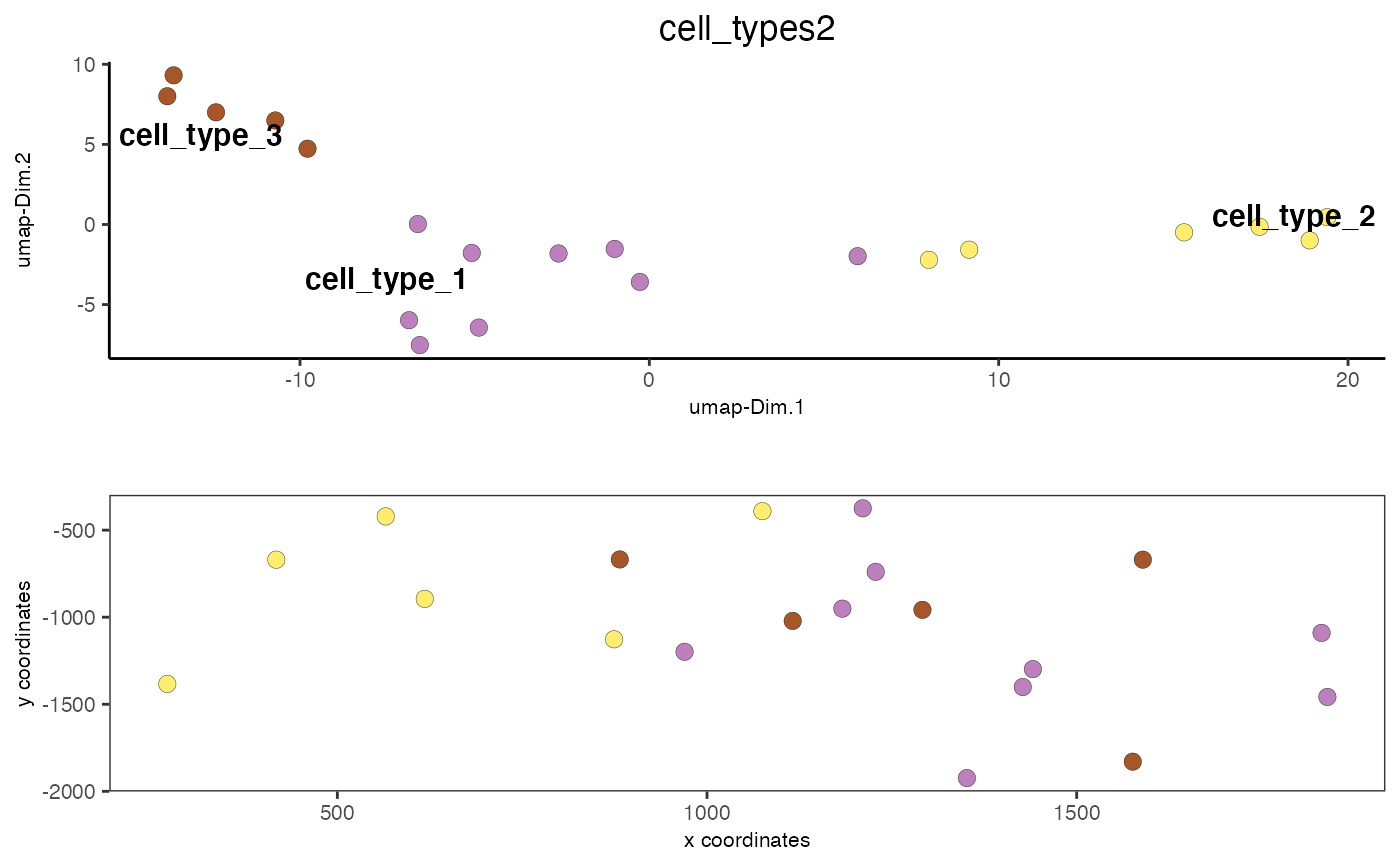 cell_types2
10
5
0
-5
umap-Dim.2
cell_type_3
cell_type_1
cell_type_2
-10
0
10
20
umap-Dim.1
-500
-1000
-1500
-2000
y coordinates
500
1000
1500
x coordinates